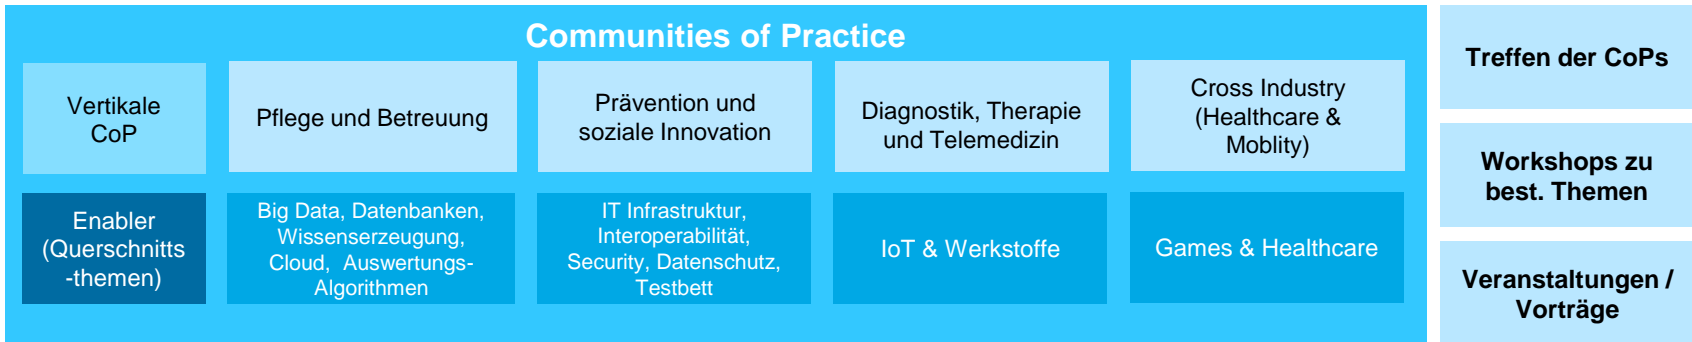 Communities of Practice
Vertikale
CoP
Pflege und Betreuung
Prävention und
soziale Innovation
Diagnostik, Therapie
und Telemedizin
Cross Industry
(Healthcare &
Moblity)
Enabler
(Querschnitts
-themen)
Big Data, Datenbanken,
Wissenserzeugung,
Cloud, Auswertungs-
Algorithmen
IT Infrastruktur,
Interoperabilität,
Security, Datenschutz,
Testbett
IoT & Werkstoffe
Games & Healthcare
Treffen der CoPs
Workshops zu
best. Themen
Veranstaltungen /
Vorträge